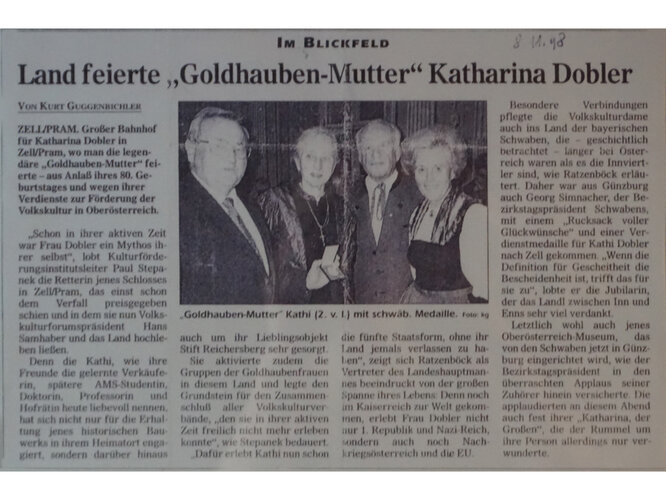 IM BLICKFELD
8.11.98
Land feierte „Goldhauben-Mutter“ Katharina Dobler
VON KURT GUGGENBICHLER
ZELL/PRAM. Großer Bahnhof
für Katharina Dobler in
Zell/Pram, wo man die legen-
däre „Goldhauben-Mutter“ fei-
erte – aus Anlaß ihres 80. Ge-
burtstages und wegen ihrer
Verdienste zur Förderung der
Volkskultur in Oberösterreich.
„Schon in ihrer aktiven Zeit
war Frau Dobler ein Mythos ih-
rer selbst“, lobt Kulturförde-
rungsinstitutsleiter Paul Stepa-
nek die Retterin jenes Schlosses
in Zell/Pram, das einst schon
dem Verfall preisgegeben
schien und in dem sie nun Volks-
kulturforumspräsident Hans
Samhaber und das Land hochle-
ben ließen.
Denn die Kathi, wie ihre
Freunde die gelernte Verkäufe-
rin, spätere AMS-Studentin,
Doktorin, Professorin und
Hofrätin heute liebevoll nennen,
hat sich nicht nur für die Erhal-
tung jenes historischen Bau-
werks in ihrem Heimatort enga-
giert, sondern darüber hinaus
„Goldhauben-Mutter“ Kathi (2. v. l.) mit schwäb. Medaille. Foto: kg
auch um ihr Lieblingsobjekt
Stift Reichersberg sehr gesorgt.
Sie aktivierte zudem die
Gruppen der Goldhaubenfrauen
in diesem Land und legte den
Grundstein für den Zusammen-
schluß aller Volkskulturver-
bände, „den sie in ihrer aktiven
Zeit freilich nicht mehr erleben
konnte“, wie Stepanek bedauert.
„Dafür erlebt Kathi nun schon
die fünfte Staatsform, ohne ihr
Land jemals verlassen zu ha-
ben“, zeigt sich Ratzenböck als
Vertreter des Landeshauptman-
nes beeindruckt von der großen
Spanne ihres Lebens: Denn noch
im Kaiserreich zur Welt gekom-
men, erlebt Frau Dobler nicht
nur 1. Republik und Nazi-Reich,
sondern auch noch Nach-
kriegsösterreich und die EU.
Besondere Verbindungen
pflegte die Volkskulturdame
auch ins Land der bayerischen
Schwaben, die – geschichtlich
betrachtet – länger bei Öster-
reich waren als es die Innviert-
ler sind, wie Ratzenböck erläu-
tert. Daher war aus Günzburg
auch Georg Simnacher, der Be-
zirkstagspräsident Schwabens,
mit einem „Rucksack voller
Glückwünsche“ und einer Ver-
dienstmedaille für Kathi Dobler
nach Zell gekommen. „Wenn die
Definition für Gescheitheit die
Bescheidenheit ist, trifft das für
sie zu“, lobte er die Jubilarin,
der das Landl zwischen Inn und
Enns sehr viel verdankt.
Letztlich wohl auch jenes
Oberösterreich-Museum, das
von den Schwaben jetzt in Günz-
burg eingerichtet wird, wie der
Bezirkstagspräsident in den
überraschten Applaus seiner
Zuhörer hinein versicherte. Die
applaudierten an diesem Abend
auch fest ihrer „Katharina, der
Großen“, die der Rummel um
ihre Person allerdings nur ver-
wunderte.